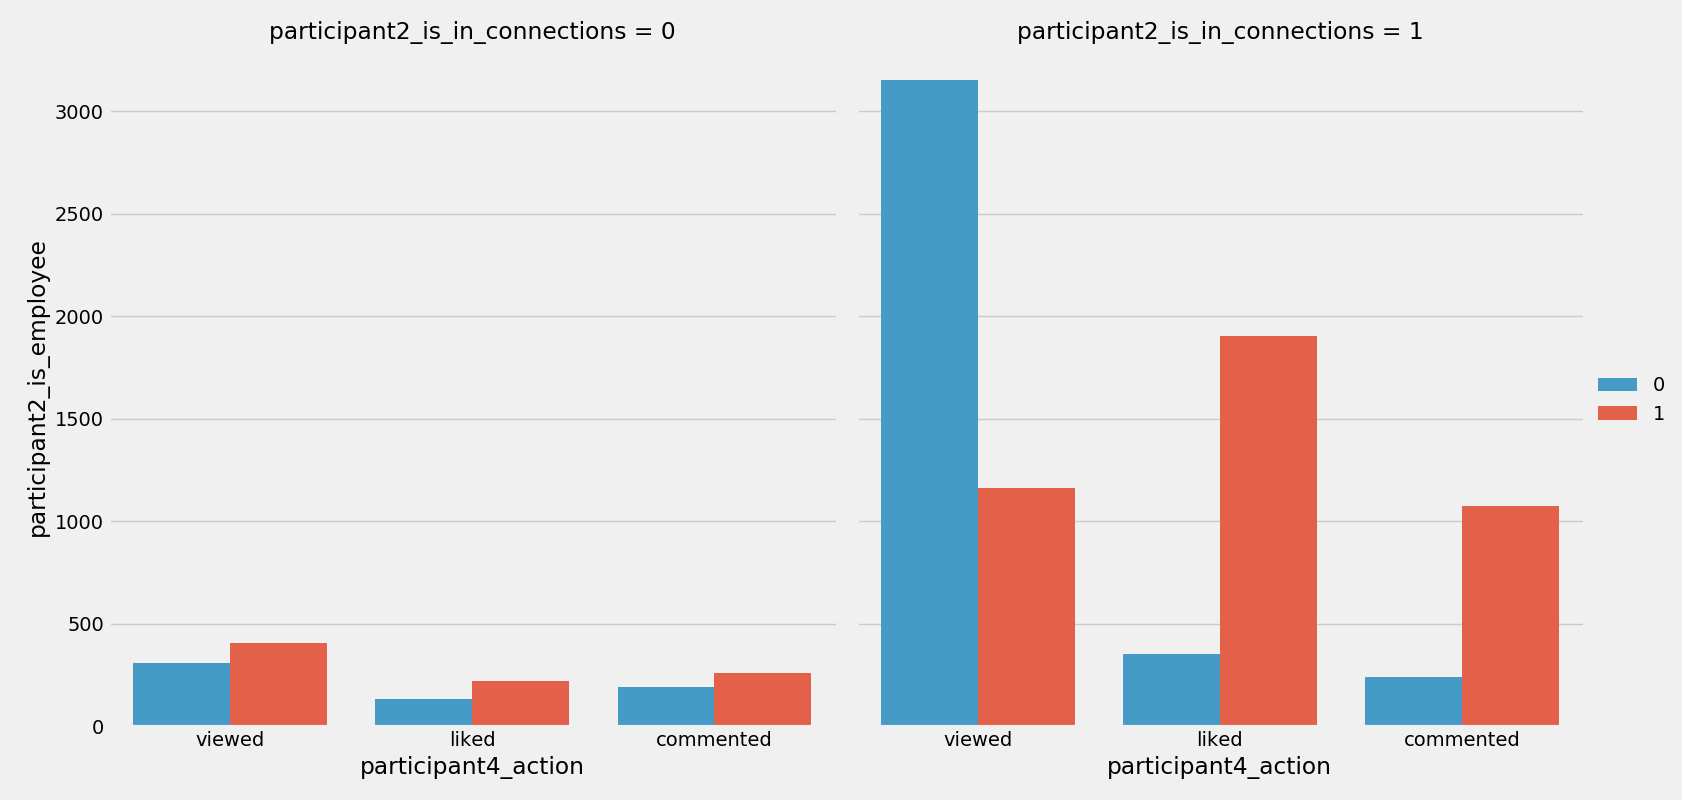 participant2_is_in_connections = 0
participant2_is_in_connections = 1
participant2_is_employee
3000
2500
2000
1500
1000
500
0
viewed
liked
commented
viewed
liked
commented
participant4_action
participant4_action
0
1